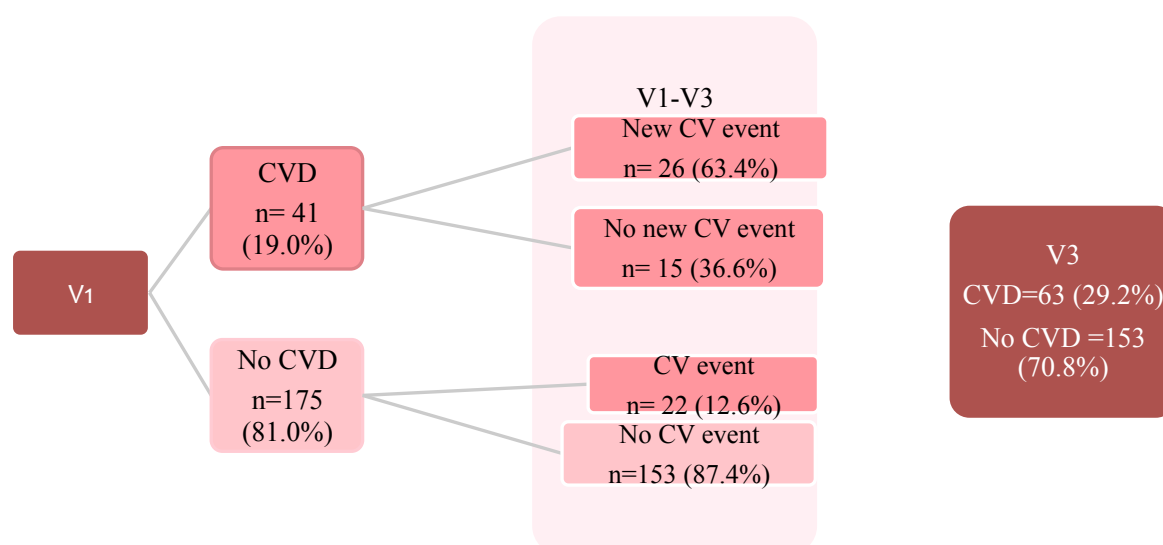 V1
CVD
n= 41
(19.0%)
No CVD
n=175
(81.0%)
V1-V3
New CV event
n= 26 (63.4%)
No new CV event
n= 15 (36.6%)
CV event
n= 22 (12.6%)
No CV event
n=153 (87.4%)
V3
CVD=63 (29.2%)
No CVD =153
(70.8%)